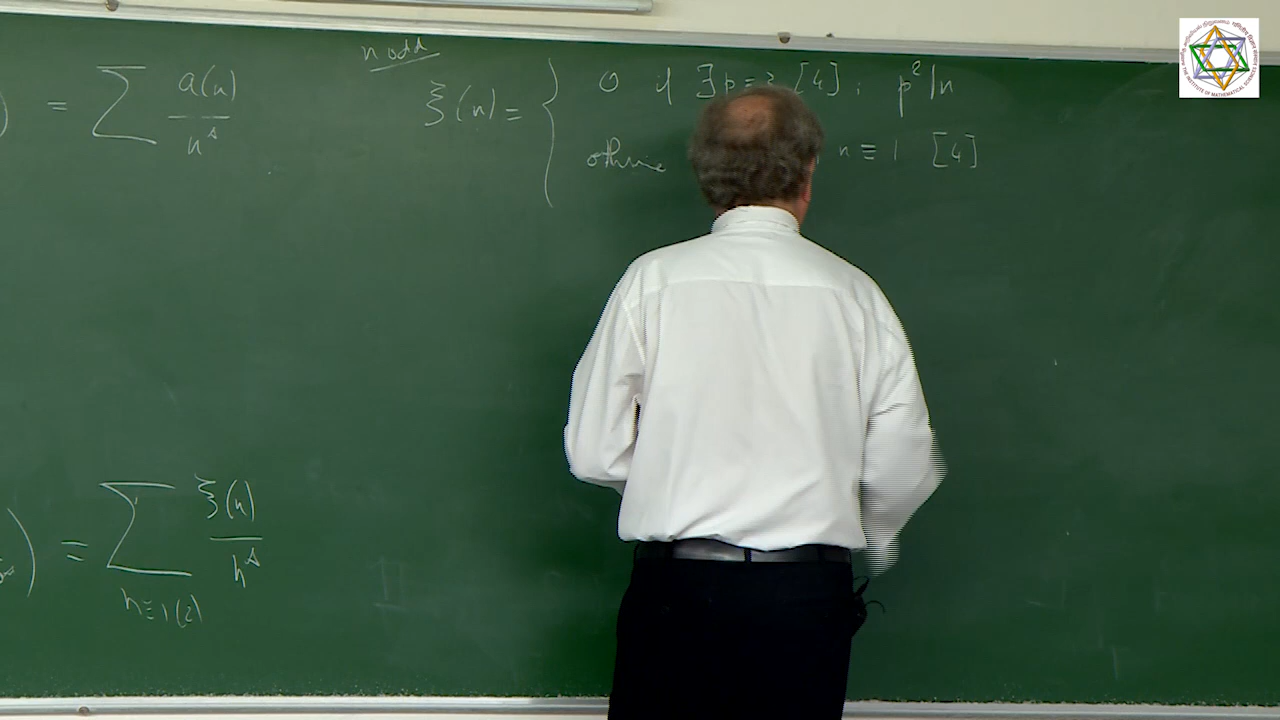 n odd
) = Σ a(n)/n^s
ξ(n) = { 0 if ∃ p ≡ 3 [4] ; p² | n
otherwise n ≡ 1 [4]
) = Σ ξ(n)/n^s
n≡1(2)